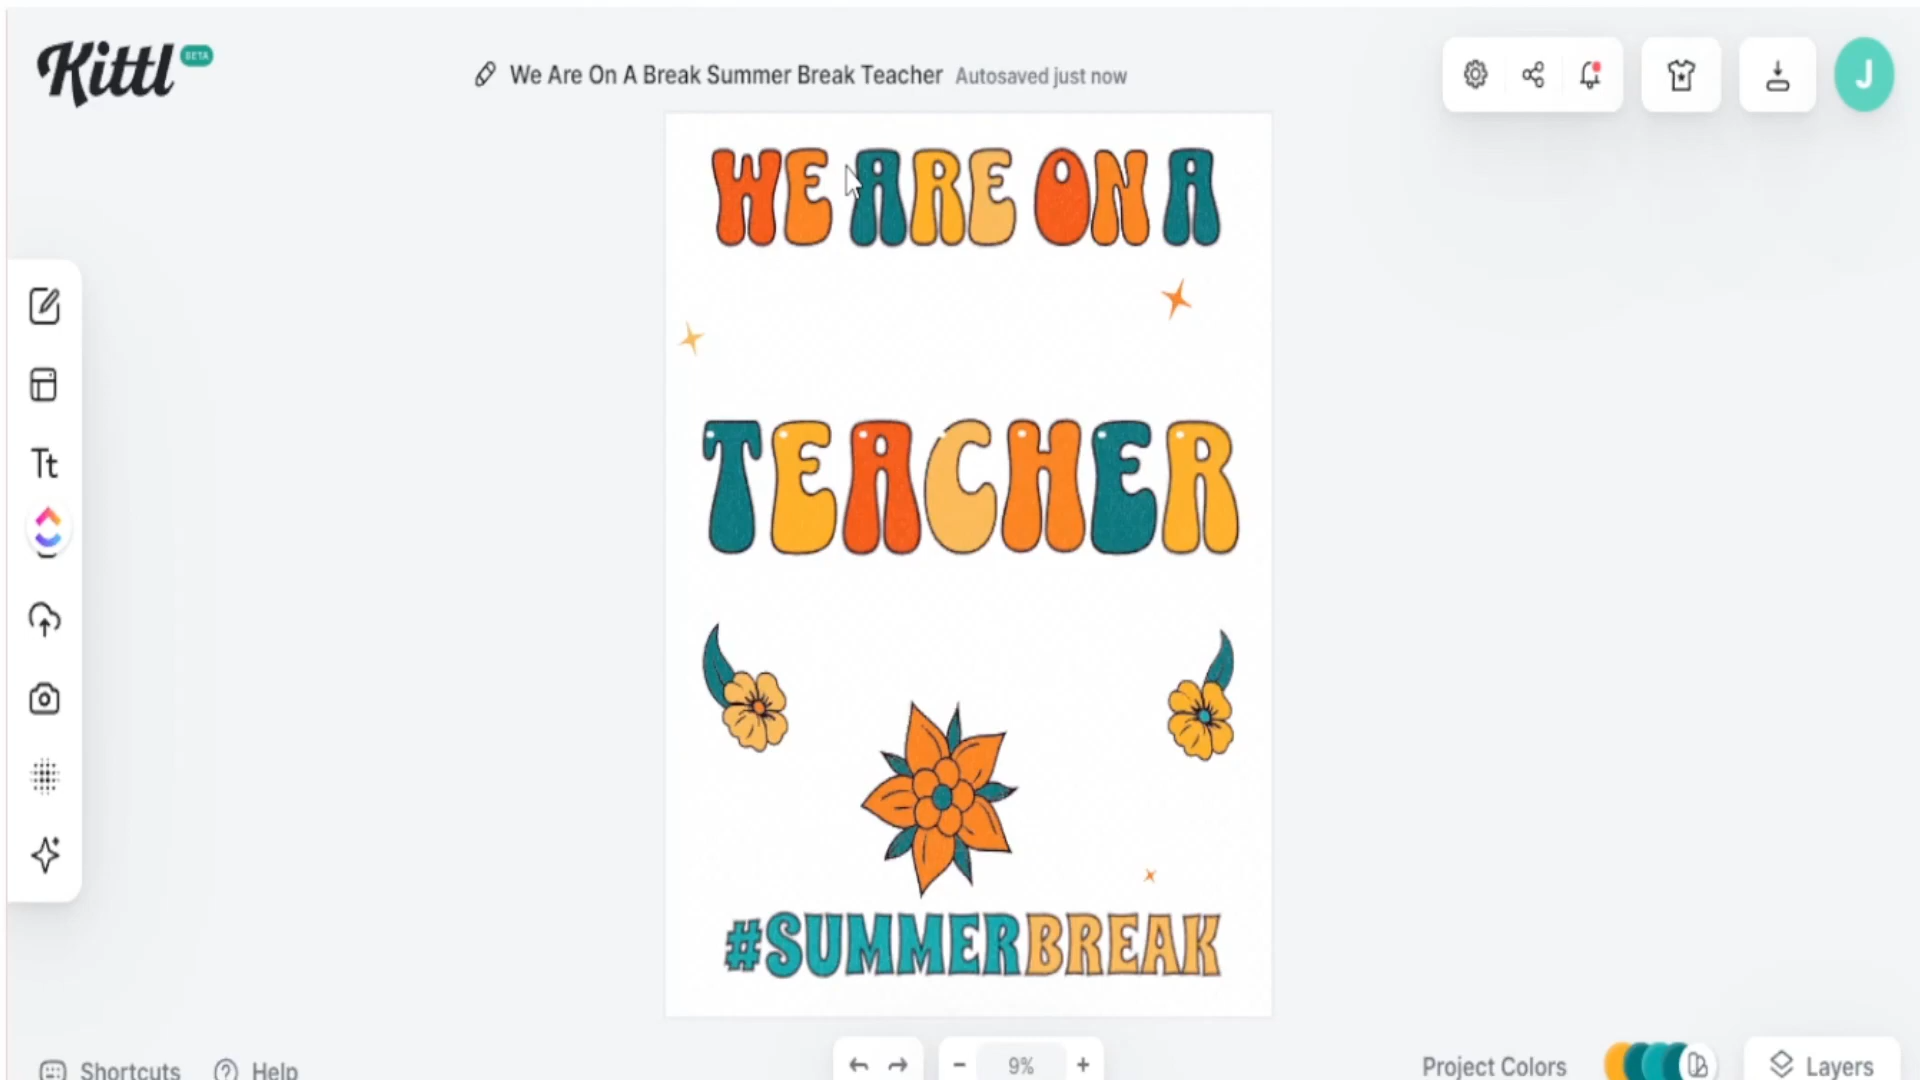 Kittl BETA
We Are On A Break Summer Break Teacher Autosaved just now
J
WE ARE ON A
Tt
TEACHER
#SUMMERBREAK
Shortcuts Help
9%
Project Colors
Layers